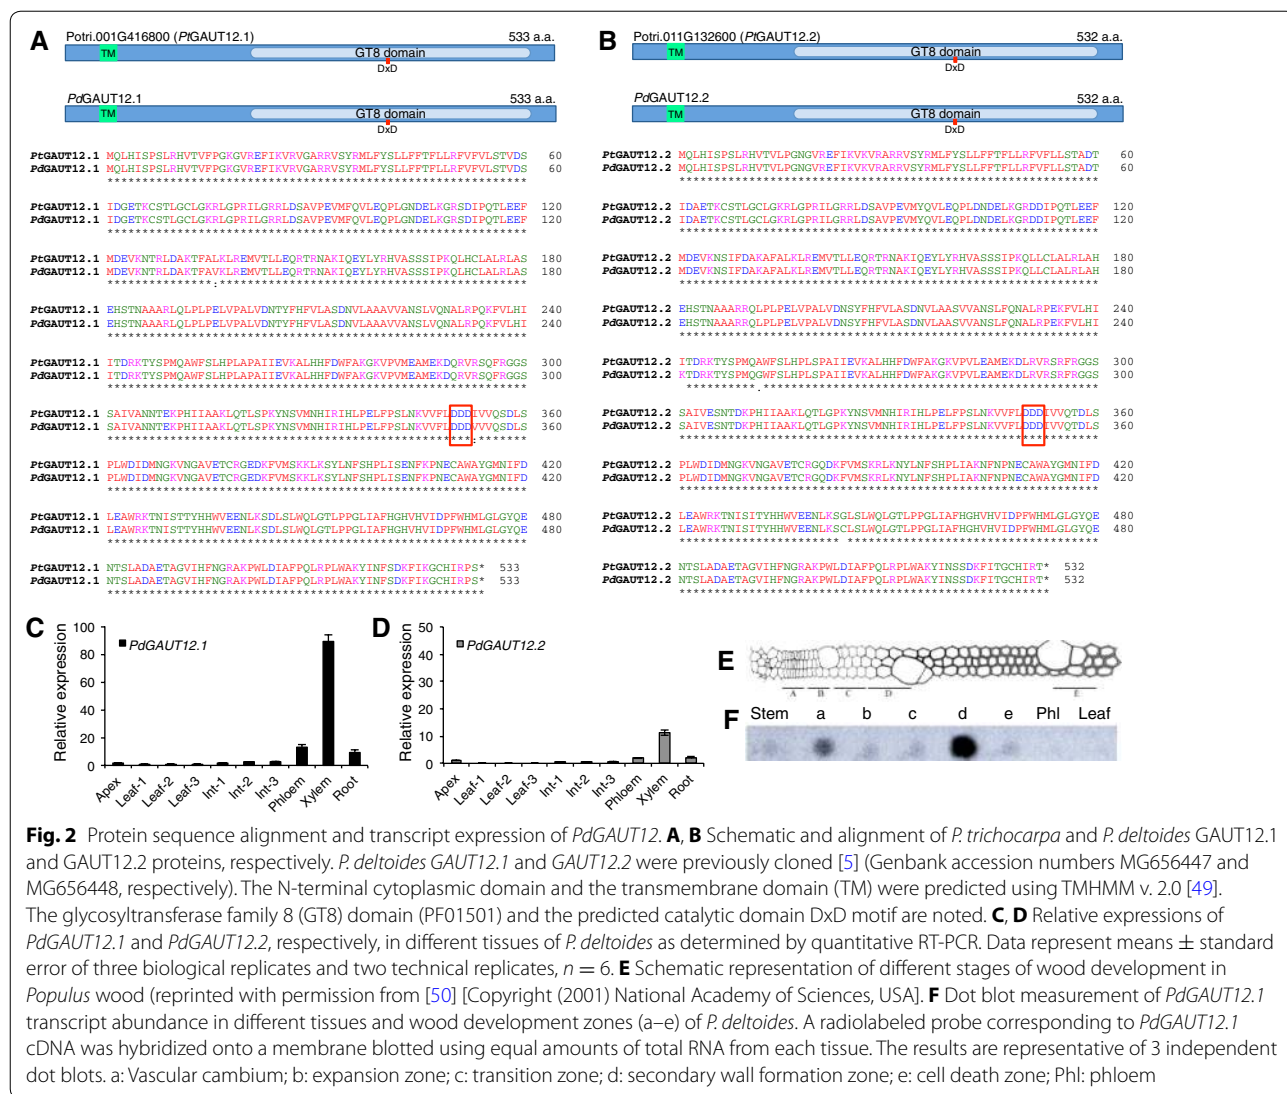 A
Potri.001G416800 (PtGAUT12.1) 533 a.a.
TM GT8 domain
DxD
PdGAUT12.1 533 a.a.
TM GT8 domain
DxD
PtGAUT12.1 MQLHISPSLRHVTVFPGKGVREFIKVRVGARRVSYRMLFYSLLFFTFLLRFVFVLSTVDS 60
PdGAUT12.1 MQLHISPSLRHVTVFPGKGVREFIKVRVGARRVSYRMLFYSLLFFTFLLRFVFVLSTVDS 60
************************************************************
PtGAUT12.1 IDGETKCSTLGCLGKRLGPRILGRRLDSAVPEVMFQVLEQPLGNDELKGRSDIPQTLEEF 120
PdGAUT12.1 IDGETKCSTLGCLGKRLGPRILGRRLDSAVPEVMFQVLEQPLGNDELKGRSDIPQTLEEF 120
************************************************************
PtGAUT12.1 MDEVKNTRLDAKTFALKLREMVTLLEQRTRNAKIQEYLYRHVASSSIPKQLHCLALRLAS 180
PdGAUT12.1 MDEVKNTRLDAKTFAVKLREMVTLLEQRTRNAKIQEYLYRHVASSSIPKQLHCLALRLAS 180
***************:********************************************
PtGAUT12.1 EHSTNAAARLQLPLPELVPALVDNTYFHFVLASDNVLAAAVVANSLVQNALRPQKFVLHI 240
PdGAUT12.1 EHSTNAAARLQLPLPELVPALVDNTYFHFVLASDNVLAAAVVANSLVQNALRPQKFVLHI 240
************************************************************
PtGAUT12.1 ITDRKTYSPMQAWFSLHPLAPAIIEVKALHHFDWFAKGKVPVMEAMEKDQRVRSQFRGGS 300
PdGAUT12.1 ITDRKTYSPMQAWFSLHPLAPAIIEVKALHHFDWFAKGKVPVMEAMEKDQRVRSQFRGGS 300
************************************************************
PtGAUT12.1 SAIVANNTEKPHIIAAKLQTLSPKYNSVMNHIRIHLPELFPSLNKVVFLDDDIVVQSDLS 360
PdGAUT12.1 SAIVANNTEKPHIIAAKLQTLSPKYNSVMNHIRIHLPELFPSLNKVVFLDDDVVVQSDLS 360
****************************************************:*******
PtGAUT12.1 PLWDIDMNGKVNGAVETCRGEDKFVMSKKLKSYLNFSHPLISENFKPNECAWAYGMNIFD 420
PdGAUT12.1 PLWDIDMNGKVNGAVETCRGEDKFVMSKKLKSYLNFSHPLISENFKPNECAWAYGMNIFD 420
************************************************************
PtGAUT12.1 LEAWRKTNISTTYHHWVEENLKSDLSLWQLGTLPPGLIAFHGHVHVIDPFWHMLGLGYQE 480
PdGAUT12.1 LEAWRKTNISTTYHHWVEENLKSDLSLWQLGTLPPGLIAFHGHVHVIDPFWHMLGLGYQE 480
************************************************************
PtGAUT12.1 NTSLADAETAGVIHFNGRAKPWLDIAFPQLRPLWAKYINFSDKFIKGCHIRPS* 533
PdGAUT12.1 NTSLADAETAGVIHFNGRAKPWLDIAFPQLRPLWAKYINFSDKFIKGCHIRPS* 533
******************************************************
B
Potri.011G132600 (PtGAUT12.2) 532 a.a.
TM GT8 domain
DxD
PdGAUT12.2 532 a.a.
TM GT8 domain
DxD
PtGAUT12.2 MQLHISPSLRHVTVLPGNGVREFIKVKVRARRVSYRMLFYSLLFFTFLLRFVFLLSTADT 60
PdGAUT12.2 MQLHISPSLRHVTVLPGNGVREFIKVKVRARRVSYRMLFYSLLFFTFLLRFVFLLSTADT 60
************************************************************
PtGAUT12.2 IDAETKCSTLGCLGKRLGPRILGRRLDSAVPEVMYQVLEQPLDNDELKGRDDIPQTLEEF 120
PdGAUT12.2 IDAETKCSTLGCLGKRLGPRILGRRLDSAVPEVMYQVLEQPLDNDELKGRDDIPQTLEEF 120
************************************************************
PtGAUT12.2 MDEVKNSIFDAKAFALKLREMVTLLEQRTRNAKIQEYLYRHVASSSIPKQLLCLALRLAH 180
PdGAUT12.2 MDEVKNSIFDAKAFALKLREMVTLLEQRTRNAKIQEYLYRHVASSSIPKQLLCLALRLAH 180
************************************************************
PtGAUT12.2 EHSTNAAARRQLPLPELVPALVDNSYFHFVLASDNVLAASVVANSLFQNALRPEKFVLHI 240
PdGAUT12.2 EHSTNAAARRQLPLPELVPALVDNSYFHFVLASDNVLAASVVANSLFQNALRPEKFVLHI 240
************************************************************
PtGAUT12.2 ITDRKTYSPMQAWFSLHPLSPAIIEVKALHHFDWFAKGKVPVLEAMEKDLRVRSRFRGGS 300
PdGAUT12.2 KTDRKTYSPMQGWFSLHPLSPAIIEVKALHHFDWFAKGKVPVLEAMEKDLRVRSRFRGGS 300
**********.************************************************
PtGAUT12.2 SAIVESNTDKPHIIAAKLQTLGPKYNSVMNHIRIHLPELFPSLNKVVFLDDDIVVQTDLS 360
PdGAUT12.2 SAIVESNTDKPHIIAAKLQTLGPKYNSVMNHIRIHLPELFPSLNKVVFLDDDIVVQTDLS 360
************************************************************
PtGAUT12.2 PLWDIDMNGKVNGAVETCRGQDKFVMSKRLKNYLNFSHPLIAKNFNPNECAWAYGMNIFD 420
PdGAUT12.2 PLWDIDMNGKVNGAVETCRGQDKFVMSKRLKNYLNFSHPLIAKNFNPNECAWAYGMNIFD 420
************************************************************
PtGAUT12.2 LEAWRKTNISITYHHWVEENLKSGLSLWQLGTLPPGLIAFHGHVHVIDPFWHMLGLGYQE 480
PdGAUT12.2 LEAWRKTNISITYHHWVEENLKSCLSLWQLGTLPPGLIAFHGHVHVIDPFWHMLGLGYQE 480
*********************** ************************************
PtGAUT12.2 NTSLADAETAGVIHFNGRAKPWLDIAFPQLRPLWAKYINSSDKFITGCHIRT* 532
PdGAUT12.2 NTSLADAETAGVIHFNGRAKPWLDIAFPQLRPLWAKYINSSDKFITGCHIRT* 532
*****************************************************
C
Relative expression
100
80
60
40
20
0
PdGAUT12.1
Apex Leaf-1 Leaf-2 Leaf-3 Int-1 Int-2 Int-3 Phloem Xylem Root
D
Relative expression
50
40
30
20
10
0
PdGAUT12.2
Apex Leaf-1 Leaf-2 Leaf-3 Int-1 Int-2 Int-3 Phloem Xylem Root
E
A B C D E
F
Stem a b c d e Phl Leaf
Fig. 2 Protein sequence alignment and transcript expression of PdGAUT12. A, B Schematic and alignment of P. trichocarpa and P. deltoides GAUT12.1
and GAUT12.2 proteins, respectively. P. deltoides GAUT12.1 and GAUT12.2 were previously cloned [5] (Genbank accession numbers MG656447 and
MG656448, respectively). The N-terminal cytoplasmic domain and the transmembrane domain (TM) were predicted using TMHMM v. 2.0 [49].
The glycosyltransferase family 8 (GT8) domain (PF01501) and the predicted catalytic domain DxD motif are noted. C, D Relative expressions of
PdGAUT12.1 and PdGAUT12.2, respectively, in different tissues of P. deltoides as determined by quantitative RT-PCR. Data represent means ± standard
error of three biological replicates and two technical replicates, n = 6. E Schematic representation of different stages of wood development in
Populus wood (reprinted with permission from [50] [Copyright (2001) National Academy of Sciences, USA]. F Dot blot measurement of PdGAUT12.1
transcript abundance in different tissues and wood development zones (a–e) of P. deltoides. A radiolabeled probe corresponding to PdGAUT12.1
cDNA was hybridized onto a membrane blotted using equal amounts of total RNA from each tissue. The results are representative of 3 independent
dot blots. a: Vascular cambium; b: expansion zone; c: transition zone; d: secondary wall formation zone; e: cell death zone; Phl: phloem